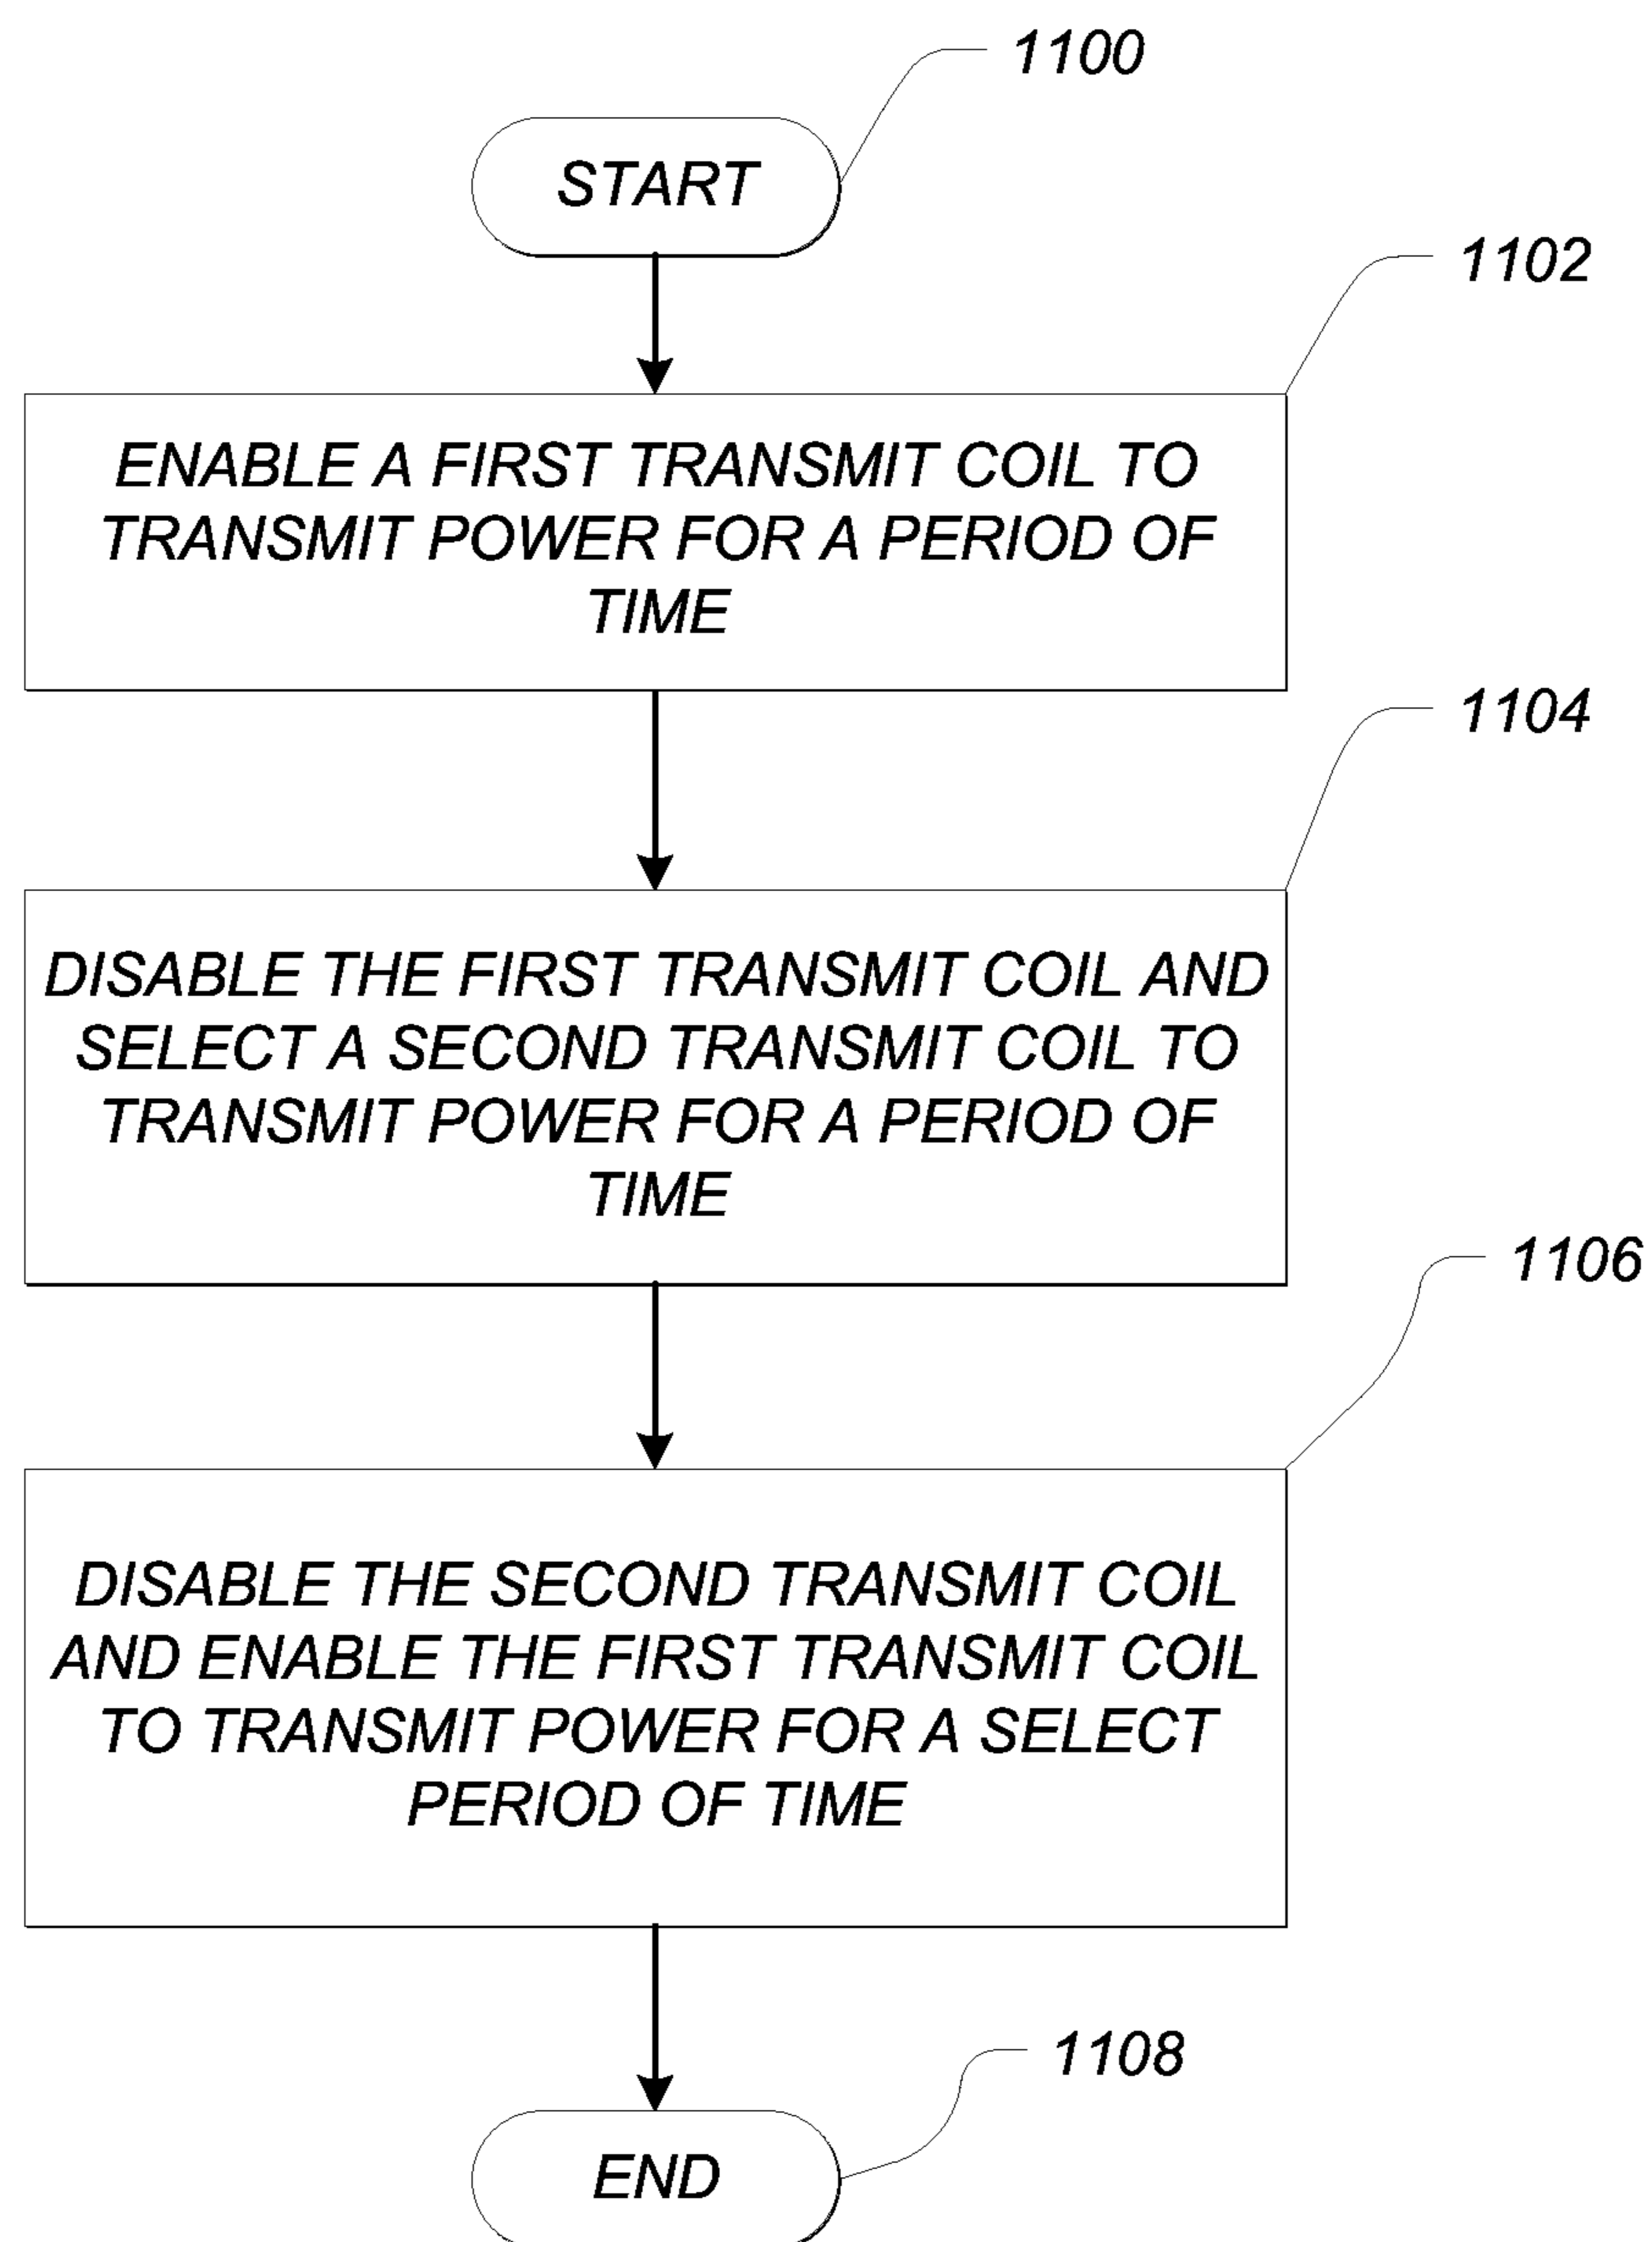 1100
START
1102
ENABLE A FIRST TRANSMIT COIL TO
TRANSMIT POWER FOR A PERIOD OF
TIME
1104
DISABLE THE FIRST TRANSMIT COIL AND
SELECT A SECOND TRANSMIT COIL TO
TRANSMIT POWER FOR A PERIOD OF
TIME
1106
DISABLE THE SECOND TRANSMIT COIL
AND ENABLE THE FIRST TRANSMIT COIL
TO TRANSMIT POWER FOR A SELECT
PERIOD OF TIME
1108
END